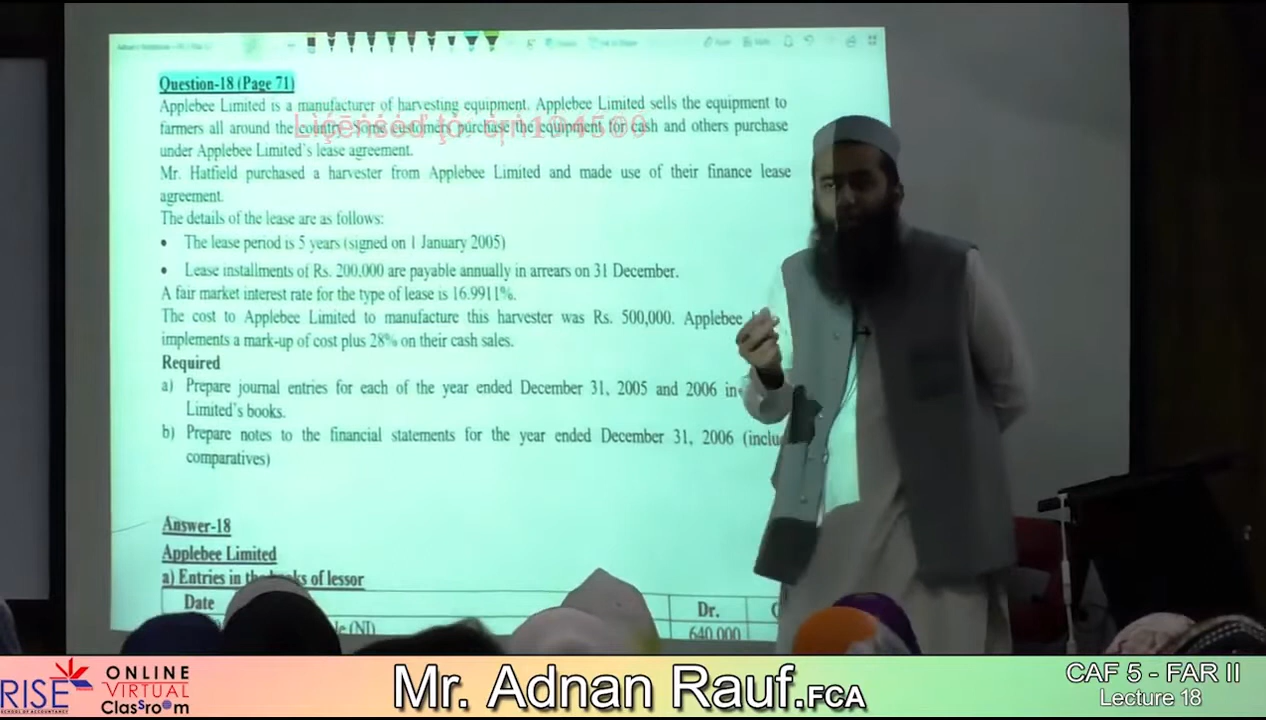 Question-18 (Page 71)
Applebee Limited is a manufacturer of harvesting equipment. Applebee Limited sells the equipment to
farmers all around the country. Some customers purchase the equipment for cash and others purchase
under Applebee Limited's lease agreement.
Mr. Hatfield purchased a harvester from Applebee Limited and made use of their finance lease
agreement.
The details of the lease are as follows:
• The lease period is 5 years (signed on 1 January 2005)
• Lease installments of Rs. 200,000 are payable annually in arrears on 31 December.
A fair market interest rate for the type of lease is 16.9911%.
The cost to Applebee Limited to manufacture this harvester was Rs. 500,000. Applebee
implements a mark-up of cost plus 28% on their cash sales.
Required
a) Prepare journal entries for each of the year ended December 31, 2005 and 2006 in
Limited's books.
b) Prepare notes to the financial statements for the year ended December 31, 2006
comparatives)
Answer-18
Applebee Limited
a) Entries in the books of lessor
Date Dr.
(NI) 640,000
RISE ONLINE VIRTUAL ClassrooM
Mr. Adnan Rauf.FCA
CAF 5 - FAR II
Lecture 18